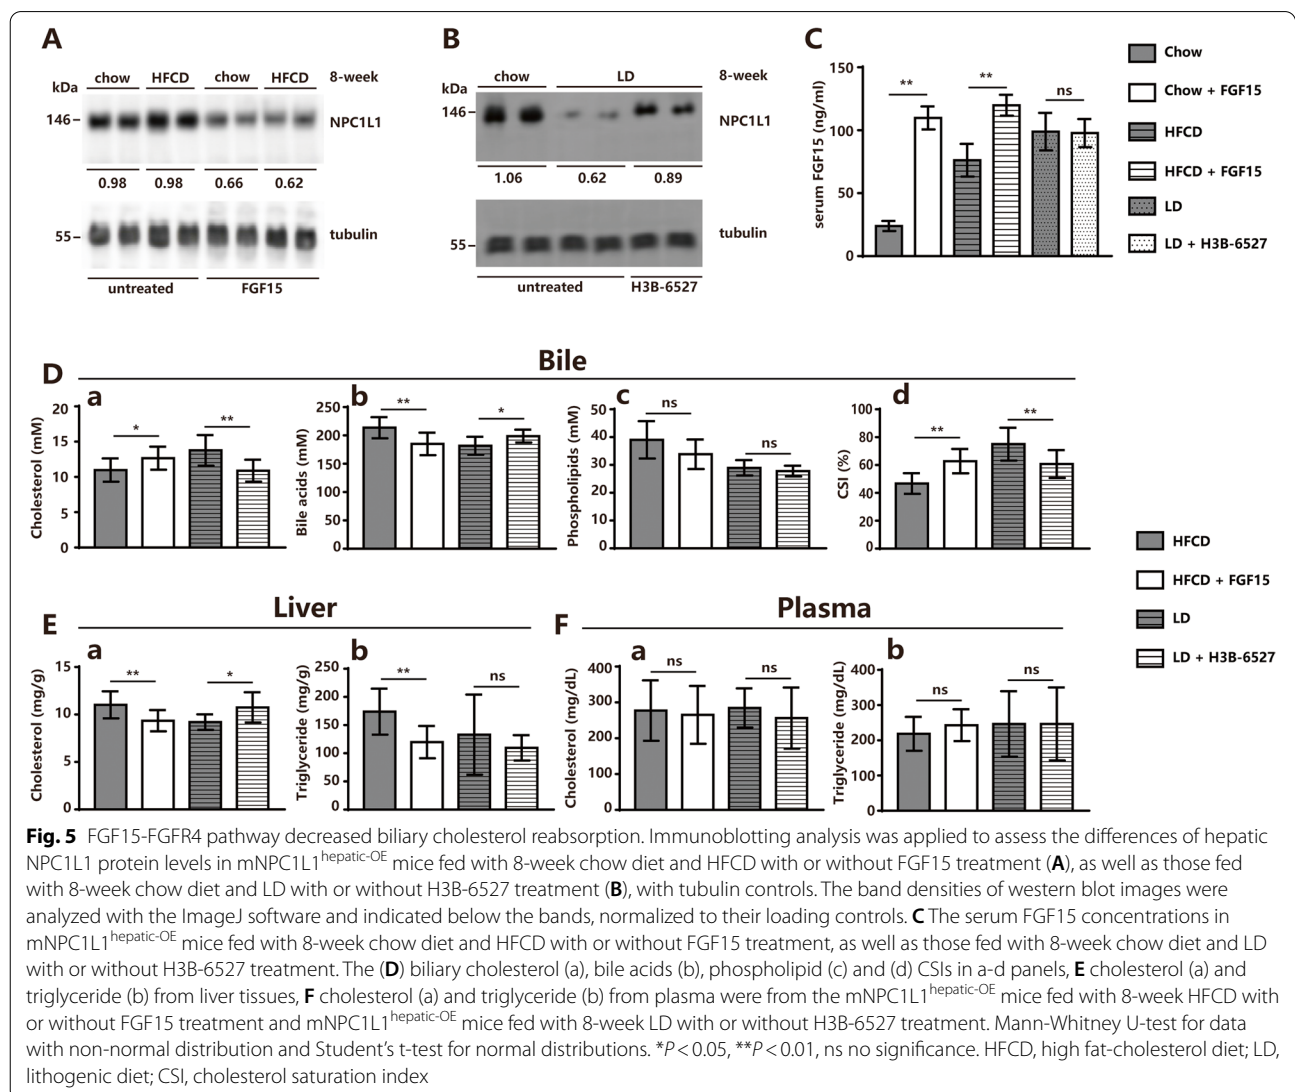 A
chow HFCD chow HFCD 8-week
kDa
146 NPC1L1
0.98 0.98 0.66 0.62
55 tubulin
untreated FGF15
B
chow LD 8-week
kDa
146 NPC1L1
1.06 0.62 0.89
55 tubulin
untreated H3B-6527
C
serum FGF15 (ng/ml)
150
100
50
0
** ** ns
Chow
Chow + FGF15
HFCD
HFCD + FGF15
LD
LD + H3B-6527
D Bile
a
Cholesterol (mM)
20
15
10
5
0
* **
b
Bile acids (mM)
250
200
150
100
50
0
** *
c
Phospholipids (mM)
50
40
30
20
10
0
ns ns
d
CSI (%)
100
80
60
40
20
0
** **
HFCD
HFCD + FGF15
LD
LD + H3B-6527
E Liver
a
Cholesterol (mg/g)
15
10
5
0
** *
b
Triglyceride (mg/g)
250
200
150
100
50
0
** ns
F Plasma
a
Cholesterol (mg/dL)
400
300
200
100
0
ns ns
b
Triglyceride (mg/dL)
400
300
200
100
0
ns ns
Fig. 5 FGF15-FGFR4 pathway decreased biliary cholesterol reabsorption. Immunoblotting analysis was applied to assess the differences of hepatic
NPC1L1 protein levels in mNPC1L1hepatic-OE mice fed with 8-week chow diet and HFCD with or without FGF15 treatment (A), as well as those fed
with 8-week chow diet and LD with or without H3B-6527 treatment (B), with tubulin controls. The band densities of western blot images were
analyzed with the ImageJ software and indicated below the bands, normalized to their loading controls. C The serum FGF15 concentrations in
mNPC1L1hepatic-OE mice fed with 8-week chow diet and HFCD with or without FGF15 treatment, as well as those fed with 8-week chow diet and LD
with or without H3B-6527 treatment. The (D) biliary cholesterol (a), bile acids (b), phospholipid (c) and (d) CSIs in a-d panels, E cholesterol (a) and
triglyceride (b) from liver tissues, F cholesterol (a) and triglyceride (b) from plasma were from the mNPC1L1hepatic-OE mice fed with 8-week HFCD with
or without FGF15 treatment and mNPC1L1hepatic-OE mice fed with 8-week LD with or without H3B-6527 treatment. Mann-Whitney U-test for data
with non-normal distribution and Student's t-test for normal distributions. *P < 0.05, **P < 0.01, ns no significance. HFCD, high fat-cholesterol diet; LD,
lithogenic diet; CSI, cholesterol saturation index